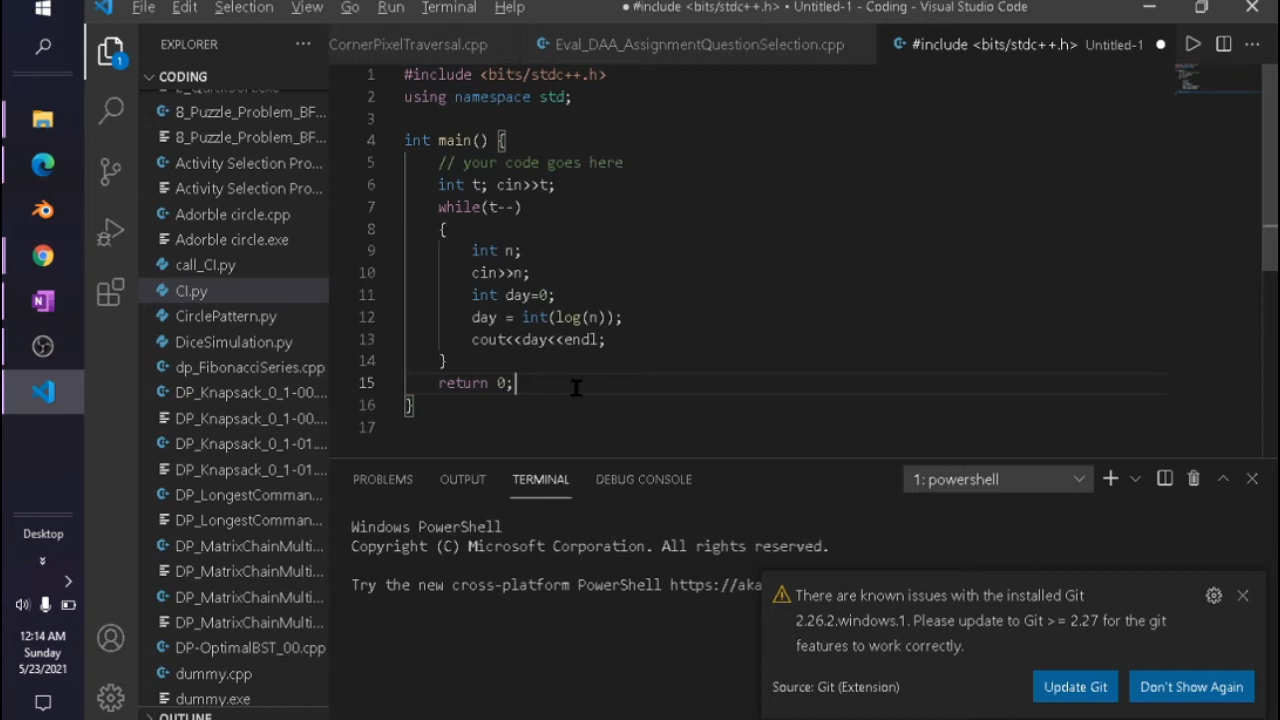 File Edit Selection View Go Run Terminal Help
● #include <bits/stdc++.h> • Untitled-1 - Coding - Visual Studio Code
EXPLORER
CornerPixelTraversal.cpp
Eval_DAA_AssignmentQuestionSelection.cpp
#include <bits/stdc++.h> Untitled-1 ●
1
CODING
8_Puzzle_Problem_BF...
8_Puzzle_Problem_BF...
Activity Selection Pro...
Activity Selection Pro...
Adorble circle.cpp
Adorble circle.exe
call_CI.py
CI.py
CirclePattern.py
DiceSimulation.py
dp_FibonacciSeries.cpp
DP_Knapsack_0_1-00....
DP_Knapsack_0_1-00....
DP_Knapsack_0_1-01....
DP_Knapsack_0_1-01....
DP_LongestComman...
DP_LongestComman...
DP_MatrixChainMulti...
DP_MatrixChainMulti...
DP_MatrixChainMulti...
DP_MatrixChainMulti...
DP-OptimalBST_00.cpp
dummy.cpp
dummy.exe
OUTLINE
1 #include <bits/stdc++.h>
2 using namespace std;
3
4 int main() {
5 // your code goes here
6 int t; cin>>t;
7 while(t--)
8 {
9 int n;
10 cin>>n;
11 int day=0;
12 day = int(log(n));
13 cout<<day<<endl;
14 }
15 return 0;
16 }
17
PROBLEMS OUTPUT TERMINAL DEBUG CONSOLE
1: powershell
Windows PowerShell
Copyright (C) Microsoft Corporation. All rights reserved.
Try the new cross-platform PowerShell https://aka
There are known issues with the installed Git
2.26.2.windows.1. Please update to Git >= 2.27 for the git
features to work correctly.
Source: Git (Extension)
Update Git
Don't Show Again
Desktop
12:14 AM
Sunday
5/23/2021